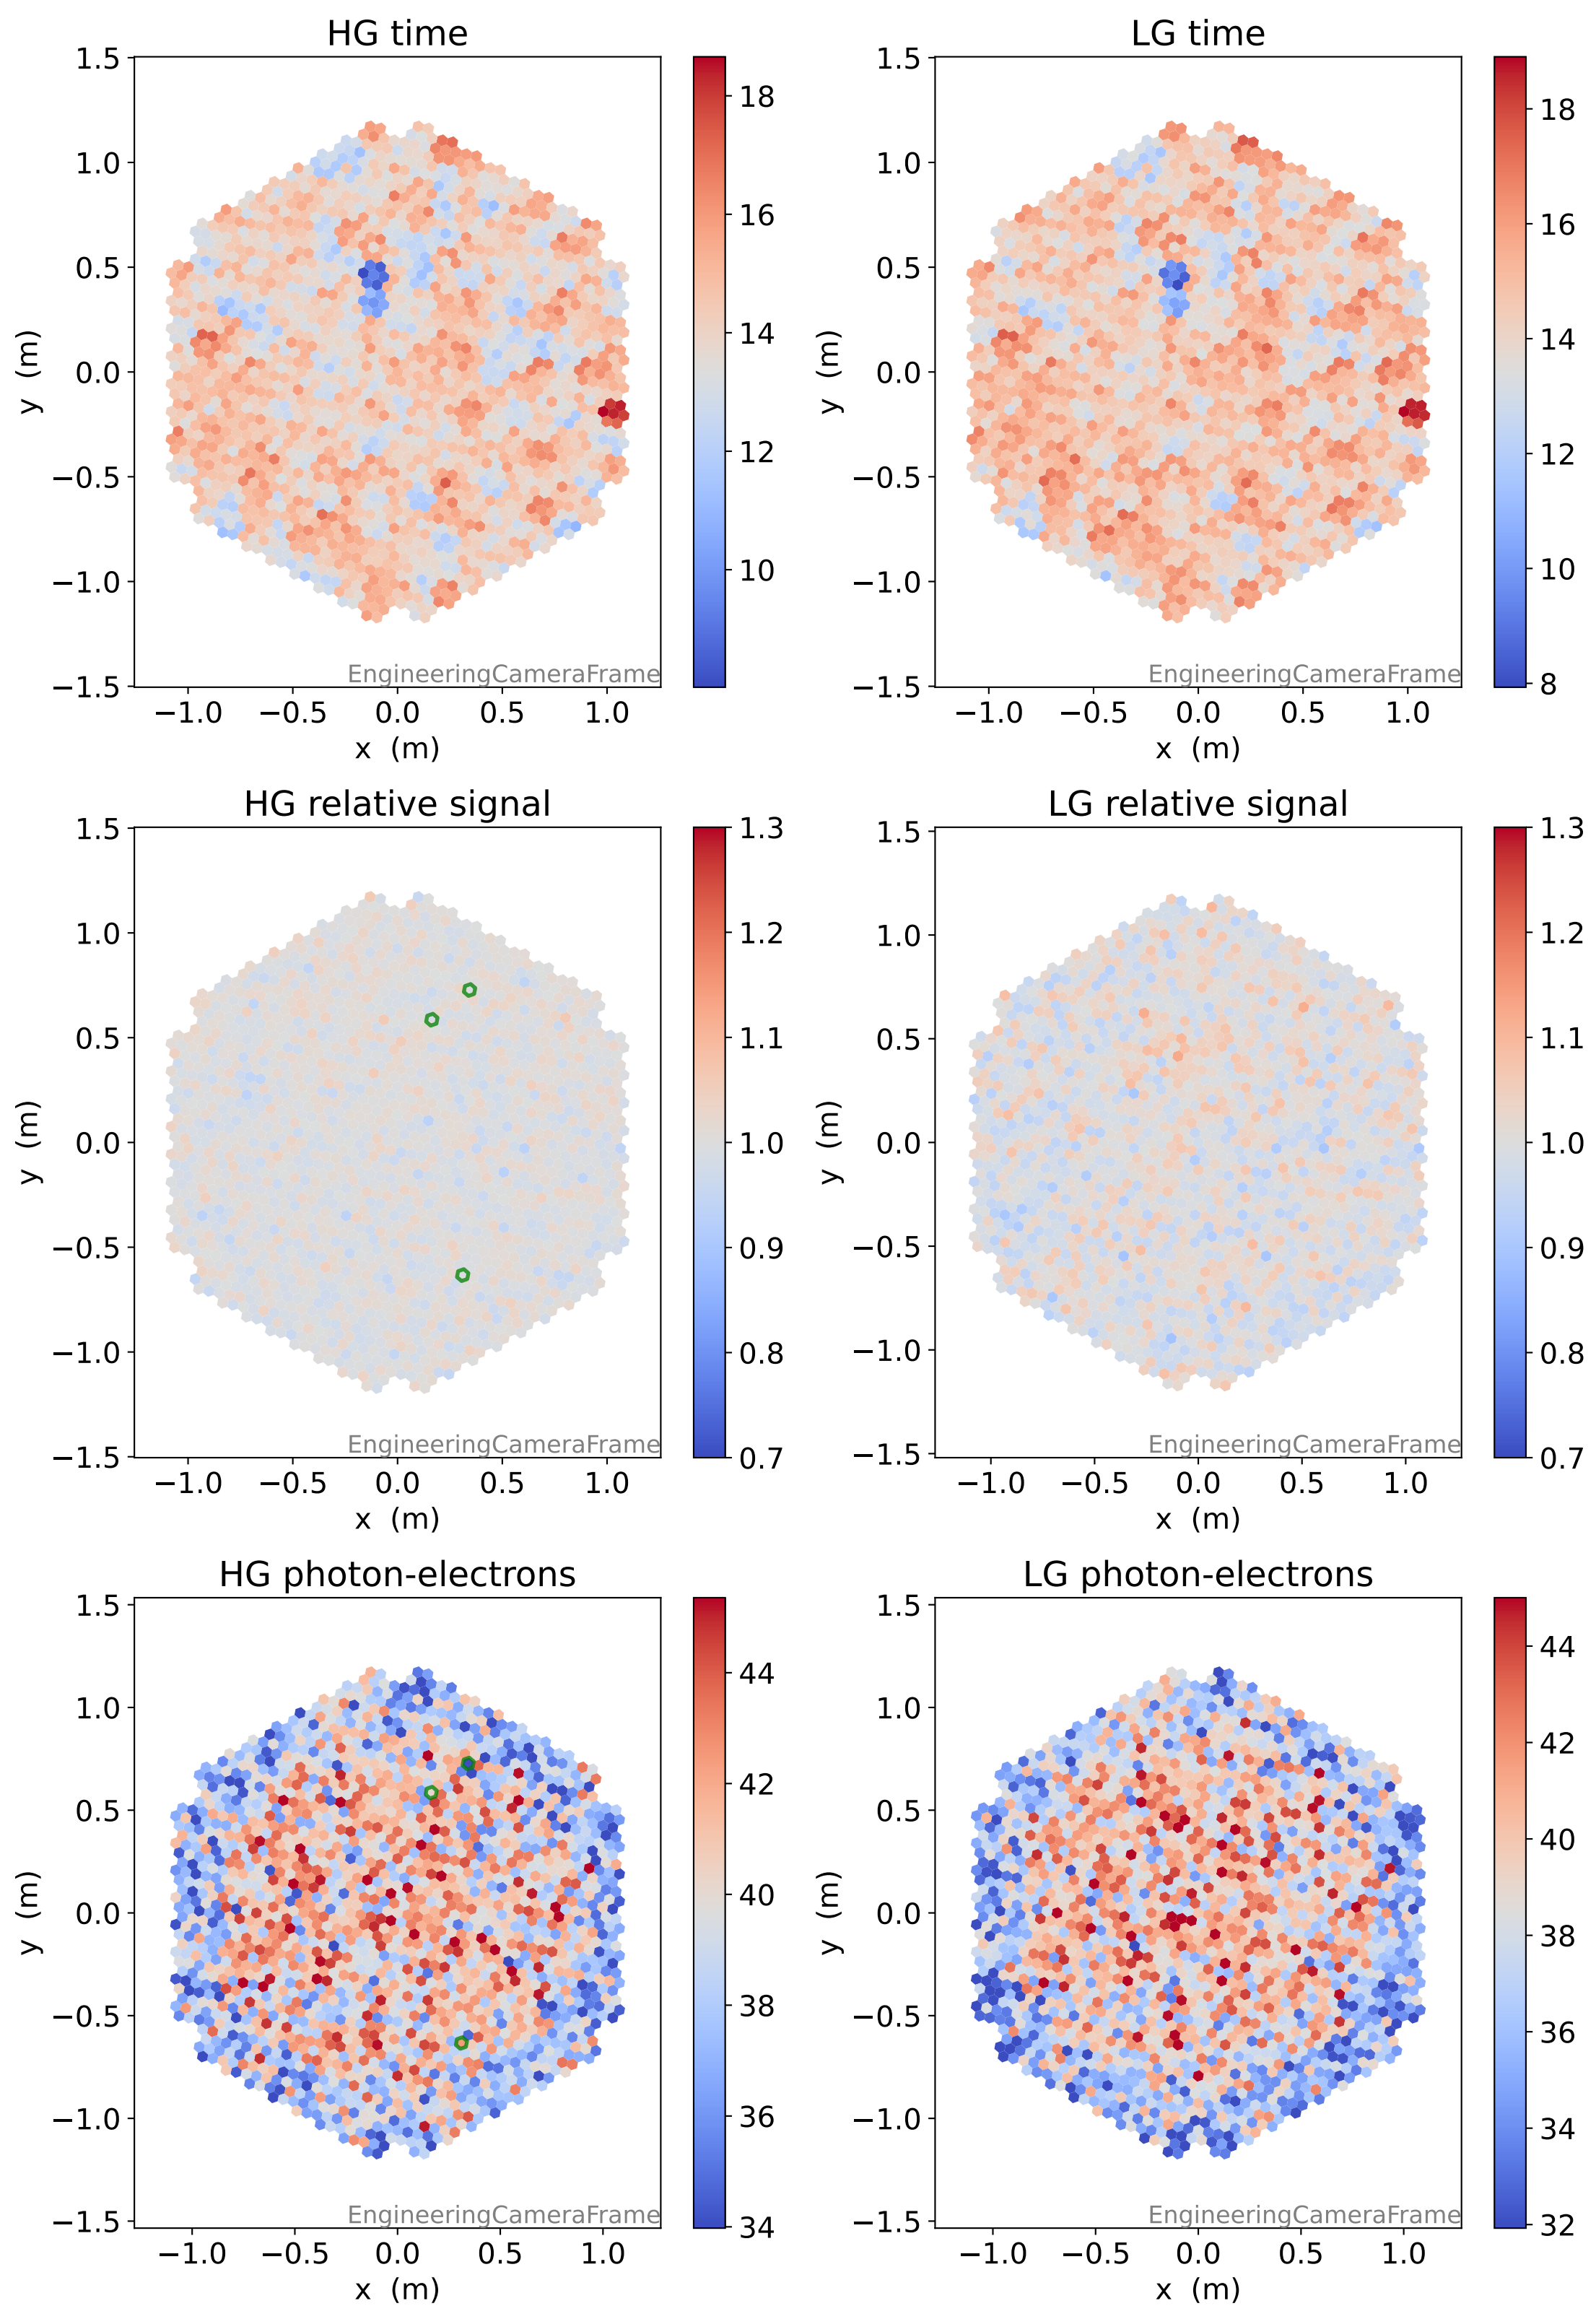 HG time
1.5
1.0
0.5
0.0
−0.5
−1.0
−1.5
y (m)
−1.0 −0.5 0.0 0.5 1.0
x (m)
EngineeringCameraFrame
18
16
14
12
10
LG time
1.5
1.0
0.5
0.0
−0.5
−1.0
−1.5
y (m)
−1.0 −0.5 0.0 0.5 1.0
x (m)
EngineeringCameraFrame
18
16
14
12
10
8
HG relative signal
1.5
1.0
0.5
0.0
−0.5
−1.0
−1.5
y (m)
−1.0 −0.5 0.0 0.5 1.0
x (m)
EngineeringCameraFrame
1.3
1.2
1.1
1.0
0.9
0.8
0.7
LG relative signal
1.5
1.0
0.5
0.0
−0.5
−1.0
−1.5
y (m)
−1.0 −0.5 0.0 0.5 1.0
x (m)
EngineeringCameraFrame
1.3
1.2
1.1
1.0
0.9
0.8
0.7
HG photon-electrons
1.5
1.0
0.5
0.0
−0.5
−1.0
−1.5
y (m)
−1.0 −0.5 0.0 0.5 1.0
x (m)
EngineeringCameraFrame
44
42
40
38
36
34
LG photon-electrons
1.5
1.0
0.5
0.0
−0.5
−1.0
−1.5
y (m)
−1.0 −0.5 0.0 0.5 1.0
x (m)
EngineeringCameraFrame
44
42
40
38
36
34
32